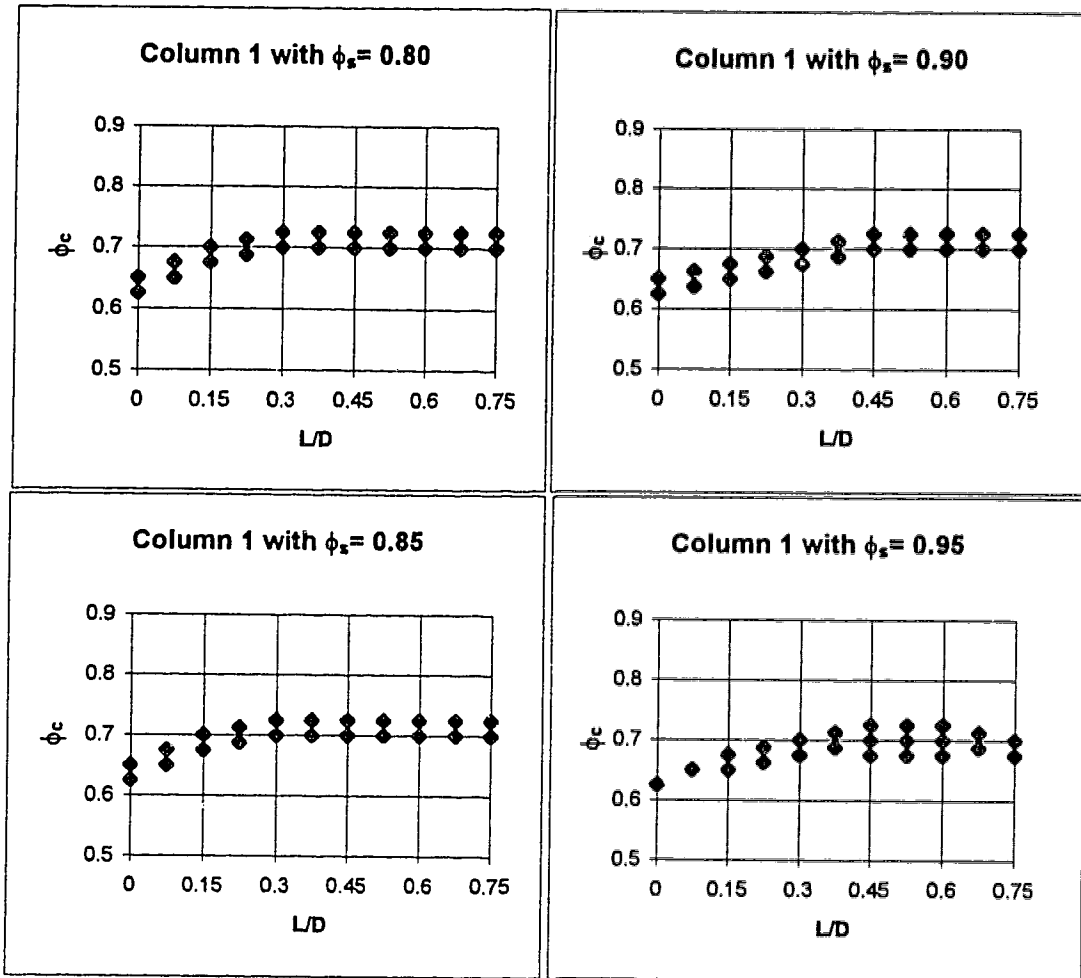 Column 1 with ϕs= 0.80
0.9
0.8
0.7
0.6
0.5
ϕc
0 0.15 0.3 0.45 0.6 0.75
L/D
Column 1 with ϕs= 0.90
0.9
0.8
0.7
0.6
0.5
ϕc
0 0.15 0.3 0.45 0.6 0.75
L/D
Column 1 with ϕs= 0.85
0.9
0.8
0.7
0.6
0.5
ϕc
0 0.15 0.3 0.45 0.6 0.75
L/D
Column 1 with ϕs= 0.95
0.9
0.8
0.7
0.6
0.5
ϕc
0 0.15 0.3 0.45 0.6 0.75
L/D